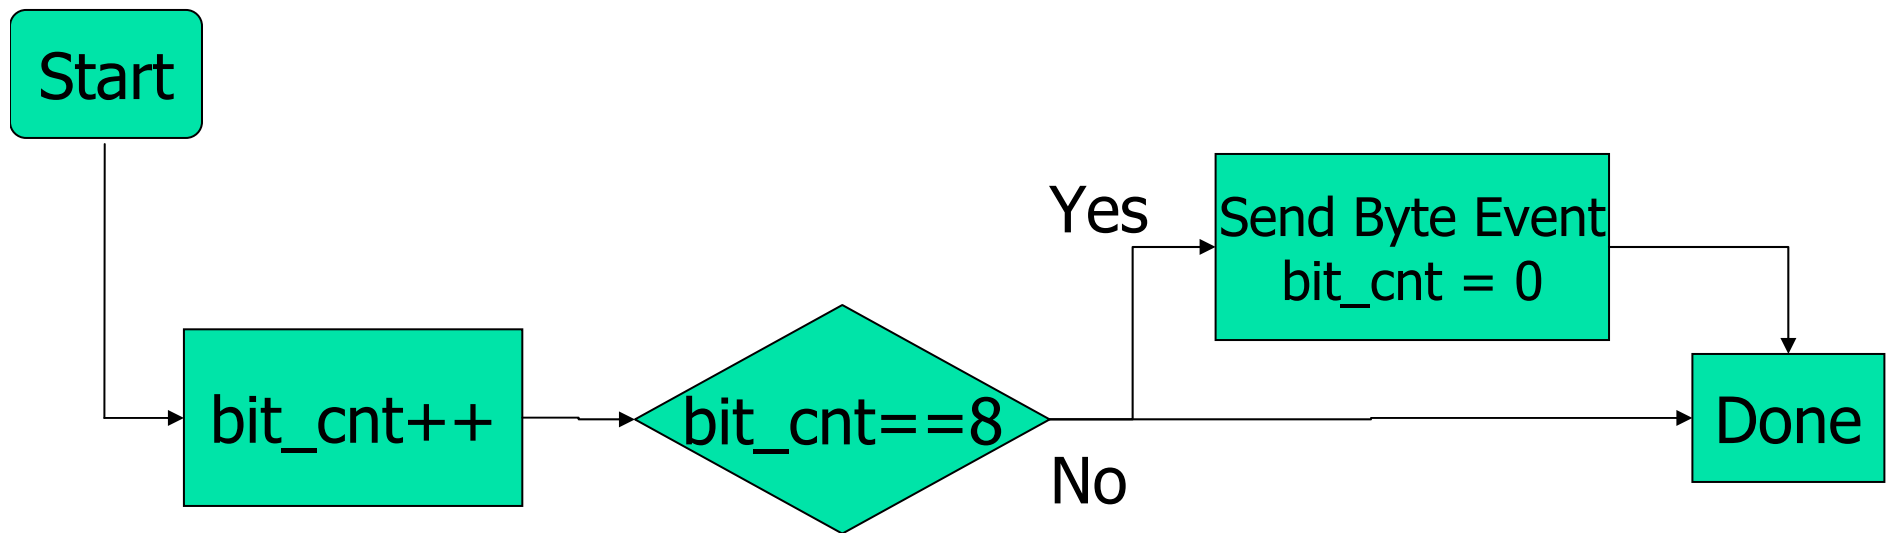 Start
bit_cnt++
bit_cnt==8
Yes
No
Send Byte Event
bit_cnt = 0
Done